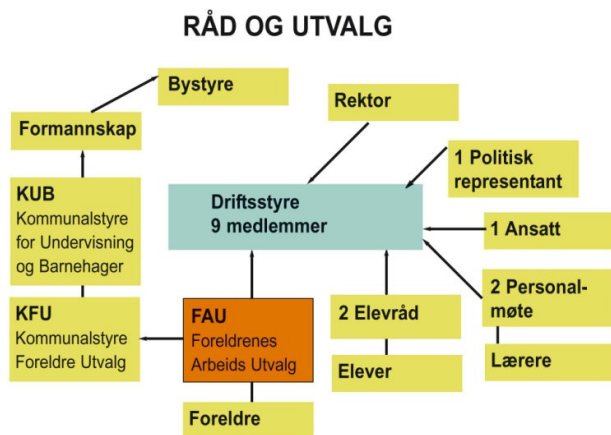 RÅD OG UTVALG
Bystyre
Formannskap
KUB
Kommunalstyre
for Undervisning
og Barnehager
KFU
Kommunalstyre
Foreldre Utvalg
FAU
Foreldrenes
Arbeids Utvalg
Foreldre
Driftsstyre
9 medlemmer
Rektor
1 Politisk
representant
1 Ansatt
2 Personal-
møte
Lærere
2 Elevråd
Elever